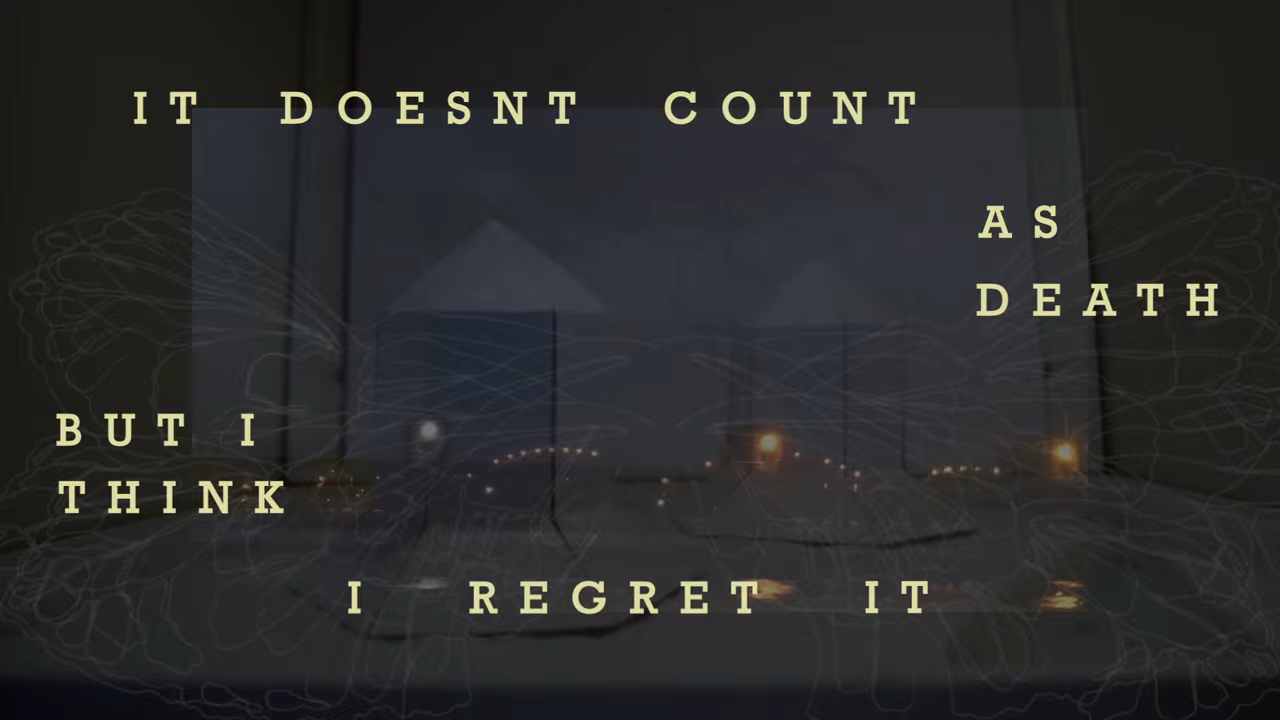 IT DOESNT COUNT
AS
DEATH
BUT I
THINK
I REGRET IT